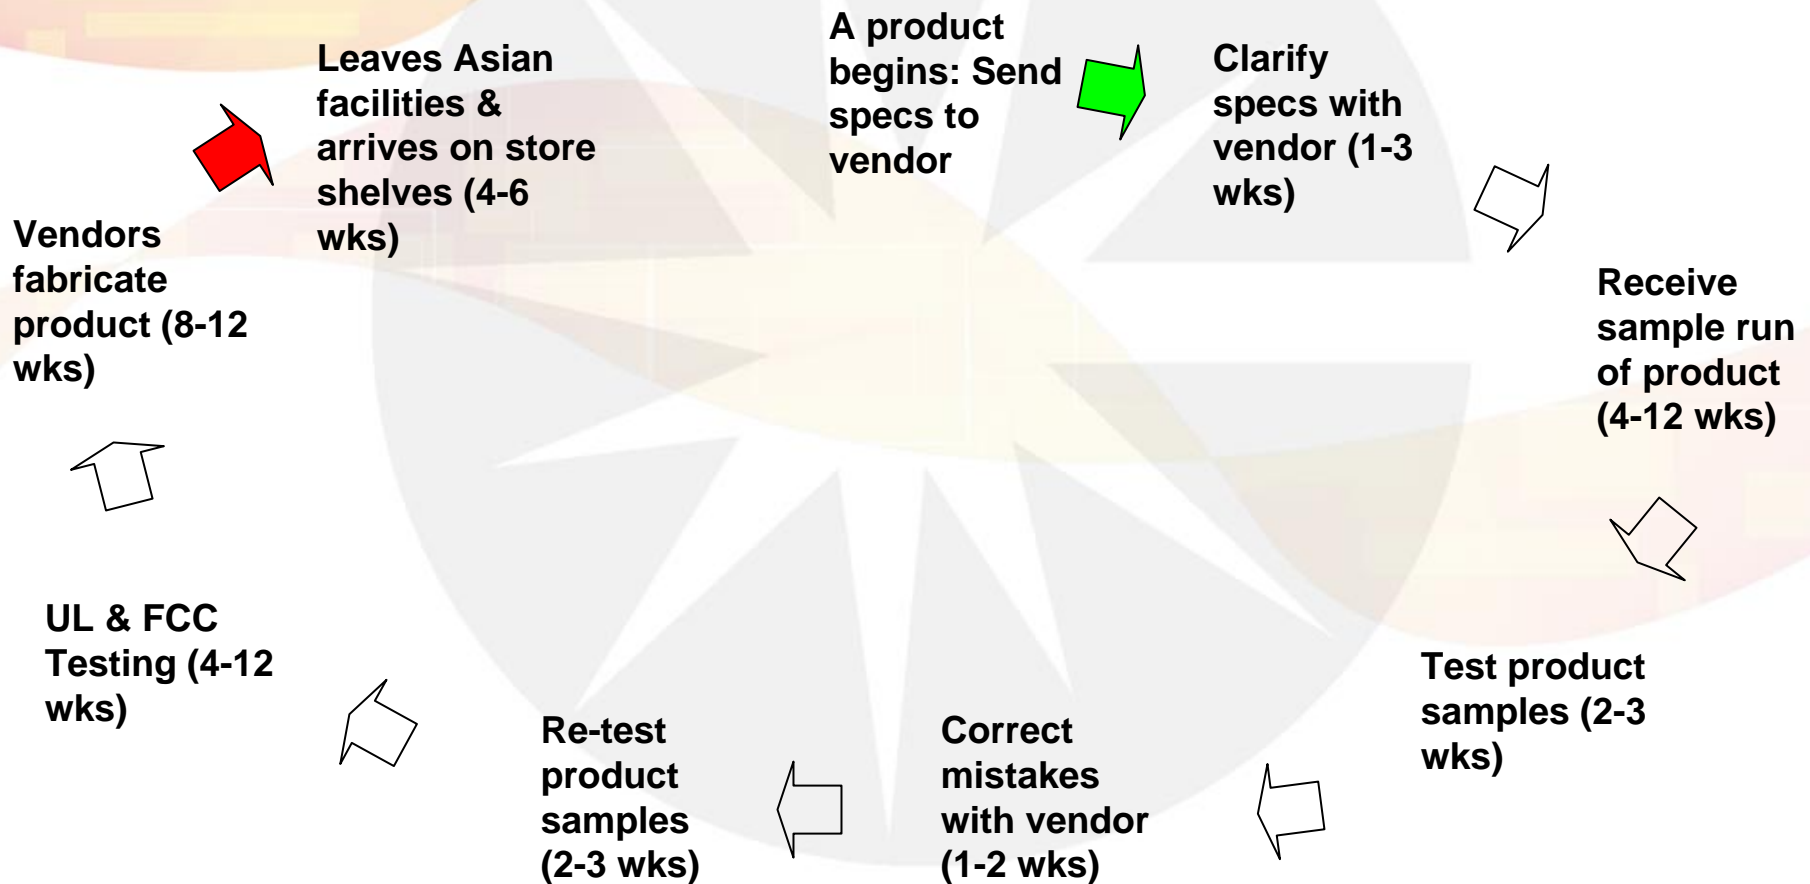 A product
begins: Send
specs to
vendor
Clarify
specs with
vendor (1-3
wks)
Receive
sample run
of product
(4-12 wks)
Test product
samples (2-3
wks)
Correct
mistakes
with vendor
(1-2 wks)
Re-test
product
samples
(2-3 wks)
UL & FCC
Testing (4-12
wks)
Vendors
fabricate
product (8-12
wks)
Leaves Asian
facilities &
arrives on store
shelves (4-6
wks)